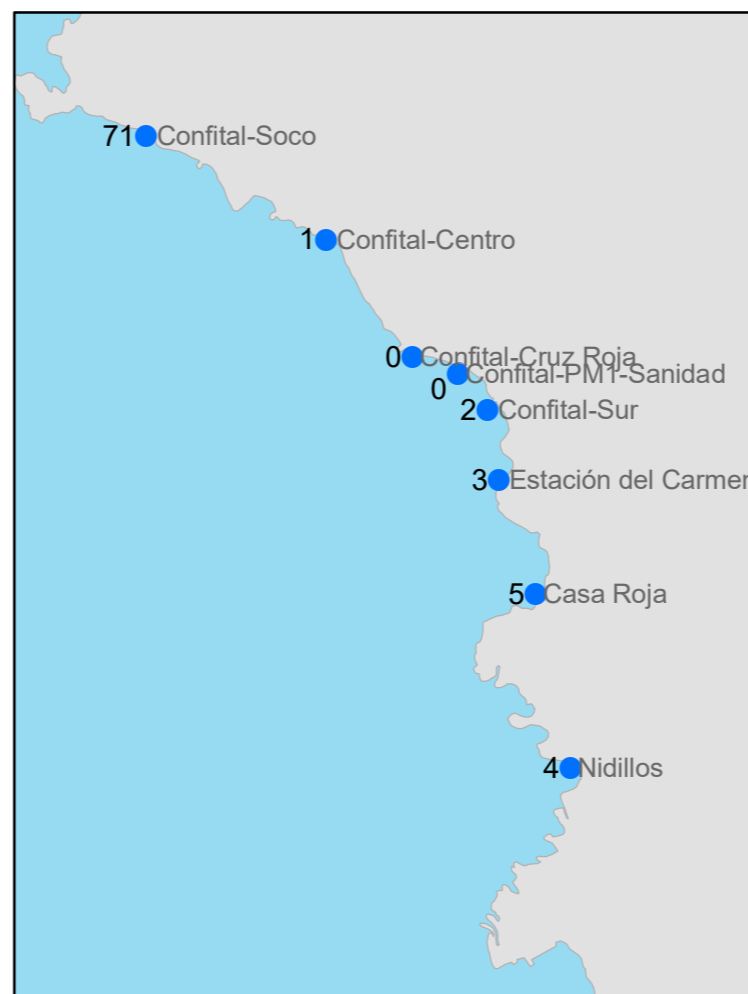 71 Confital-Soco
1 Confital-Centro
0 Confital-Cruz Roja
0 Confital-PM1-Sanidad
2 Confital-Sur
3 Estación del Carmen
5 Casa Roja
4 Nidillos